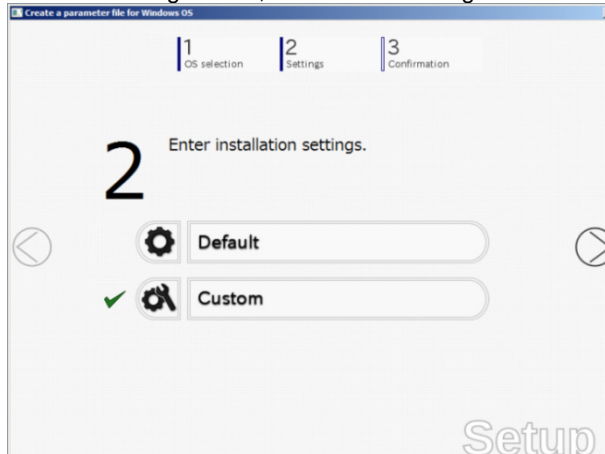 Create a parameter file for Windows OS
1
OS selection
2
Settings
3
Confirmation
2
Enter installation settings.
Default
Custom
Setup